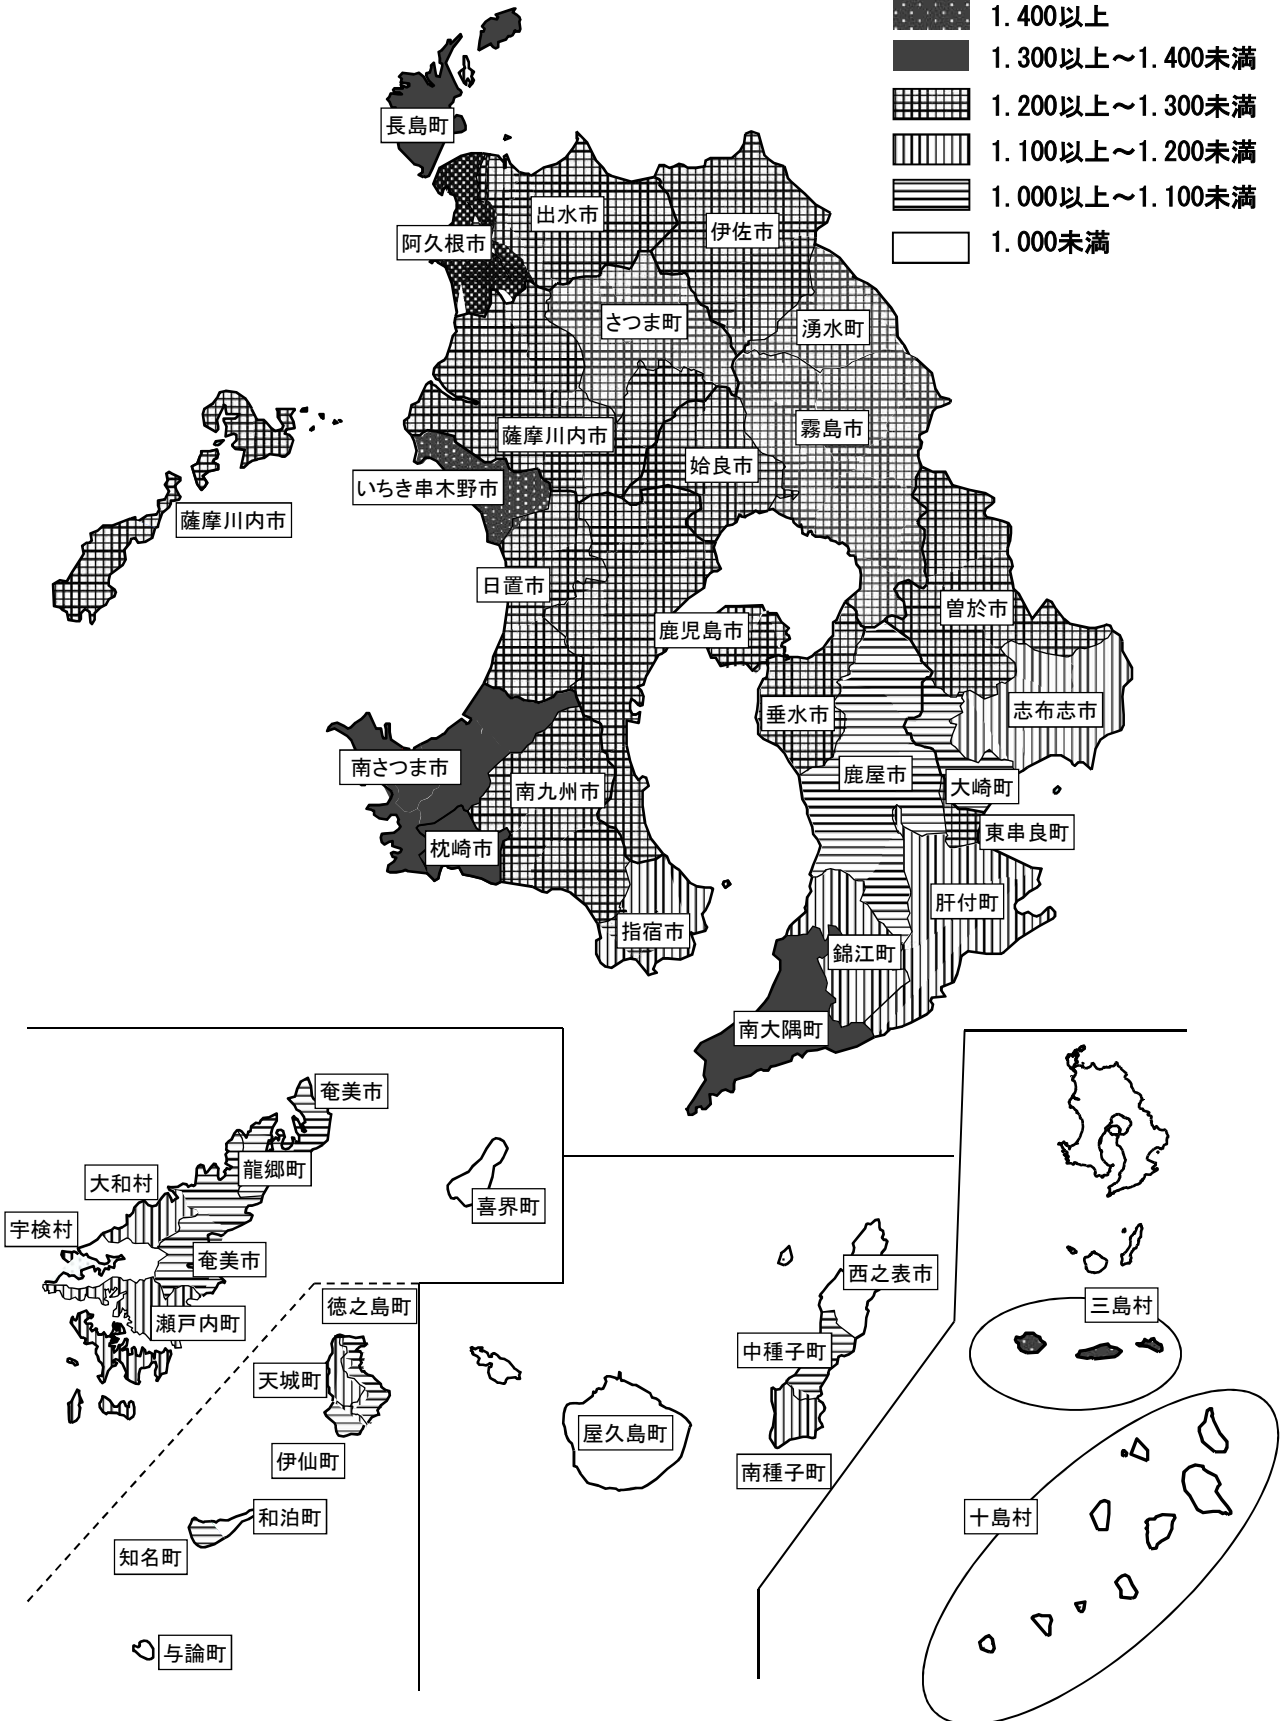 1.400以上
1.300以上～1.400未満
1.200以上～1.300未満
1.100以上～1.200未満
1.000以上～1.100未満
1.000未満
長島町
出水市
伊佐市
阿久根市
さつま町
湧水町
薩摩川内市
霧島市
姶良市
いちき串木野市
薩摩川内市
日置市
曽於市
鹿児島市
垂水市
志布志市
南さつま市
鹿屋市
南九州市
大崎町
東串良町
枕崎市
肝付町
指宿市
錦江町
南大隅町
奄美市
龍郷町
大和村
喜界町
宇検村
奄美市
西之表市
徳之島町
三島村
瀬戸内町
中種子町
天城町
屋久島町
伊仙町
南種子町
和泊町
十島村
知名町
与論町